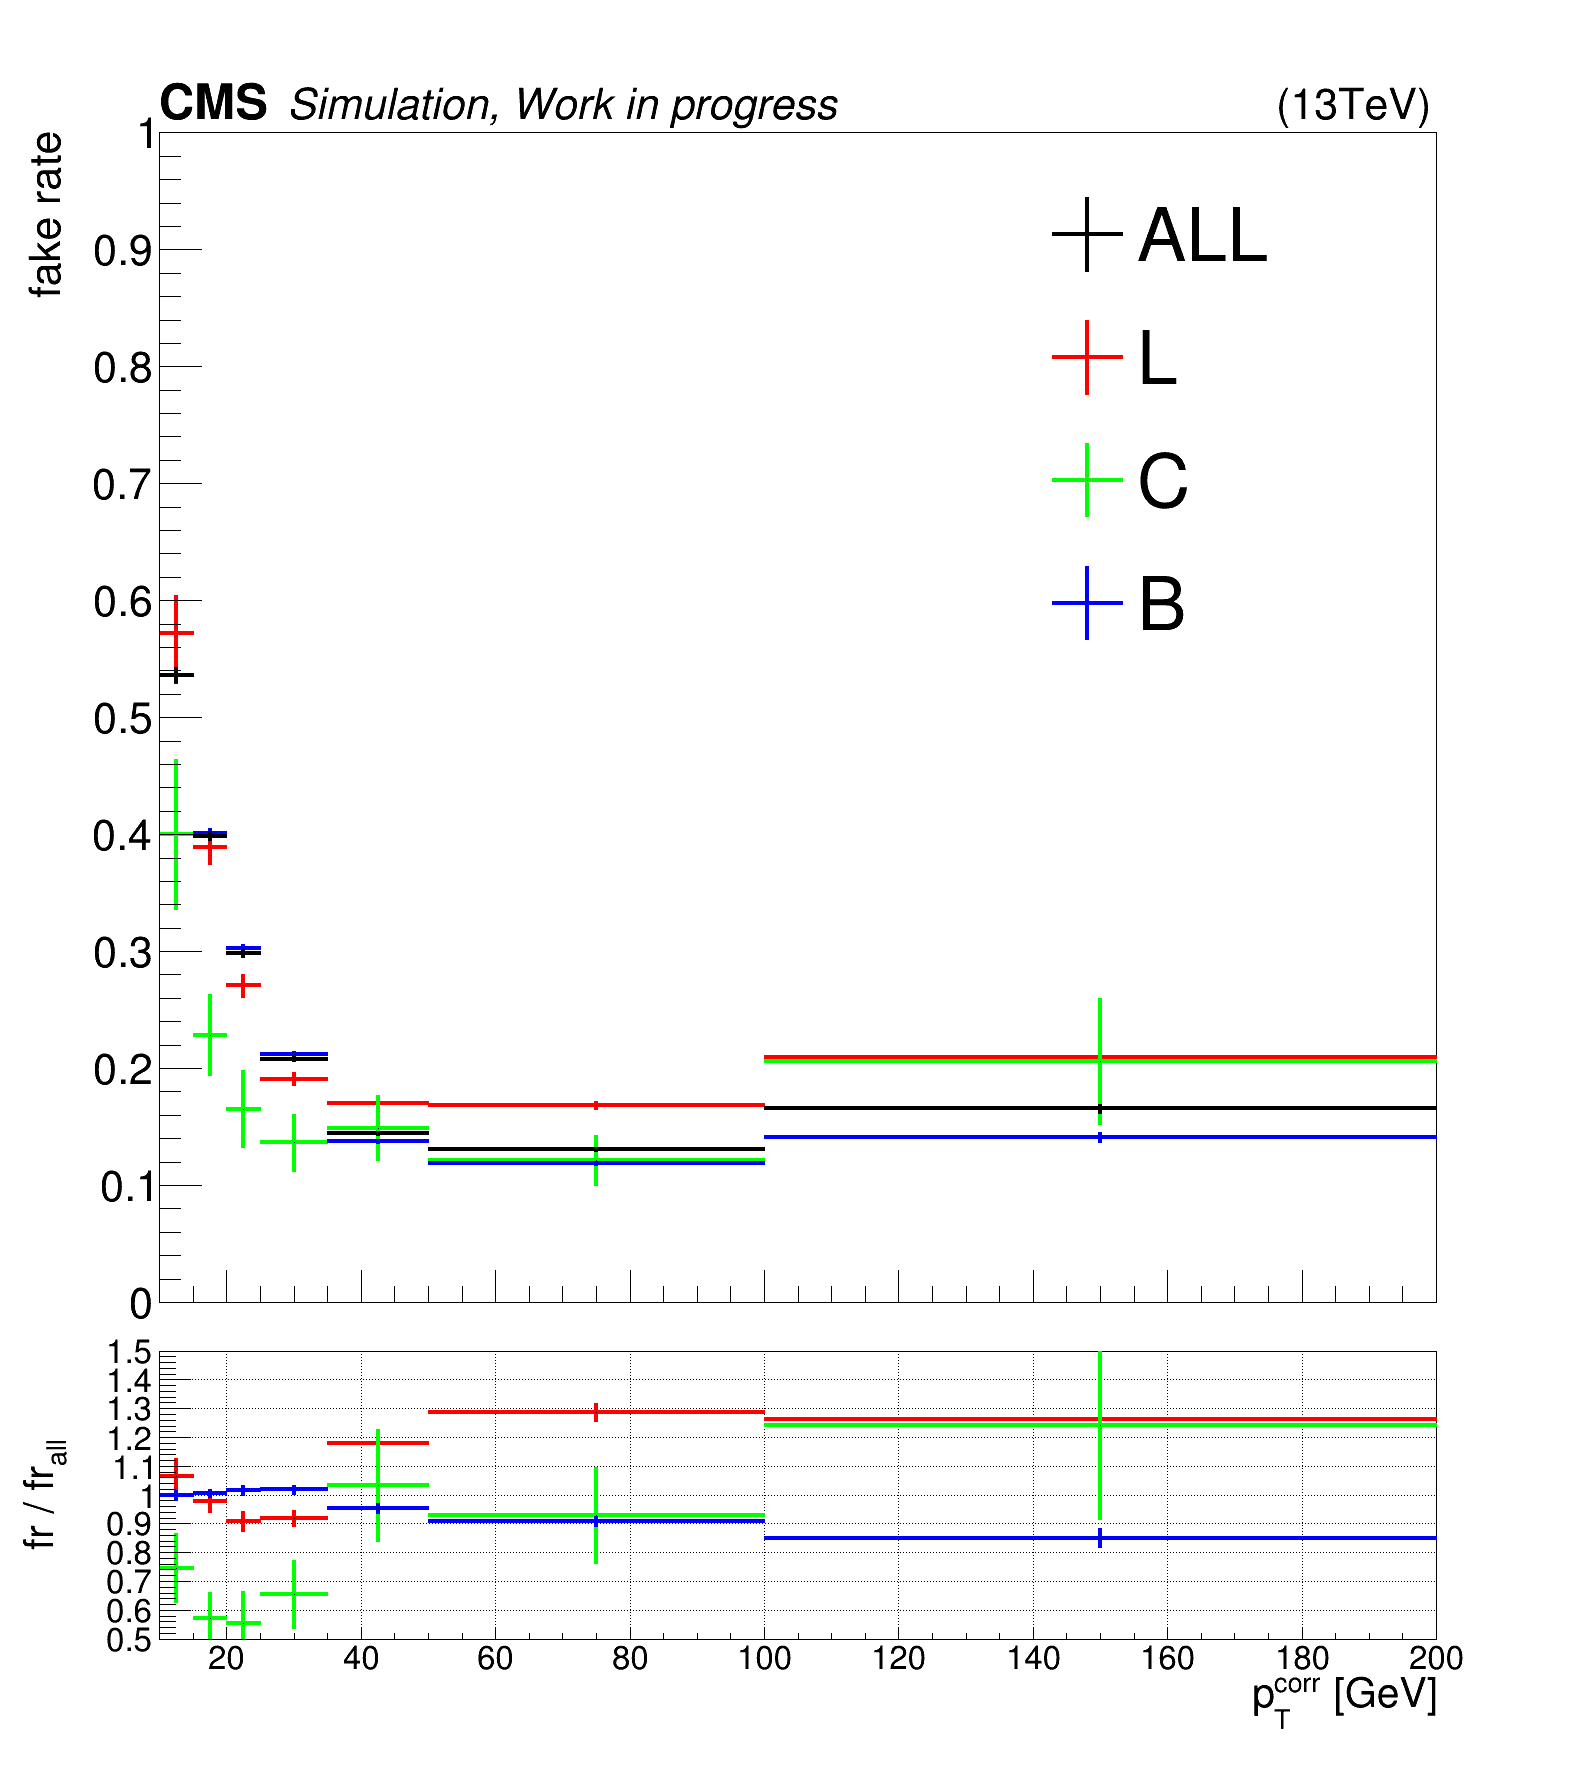 CMS Simulation, Work in progress (13TeV)
fake rate
1
0.9
0.8
0.7
0.6
0.5
0.4
0.3
0.2
0.1
0
ALL
L
C
B
fr / fr_all
1.5
1.4
1.3
1.2
1.1
1
0.9
0.8
0.7
0.6
0.5
20 40 60 80 100 120 140 160 180 200
p_T^corr [GeV]